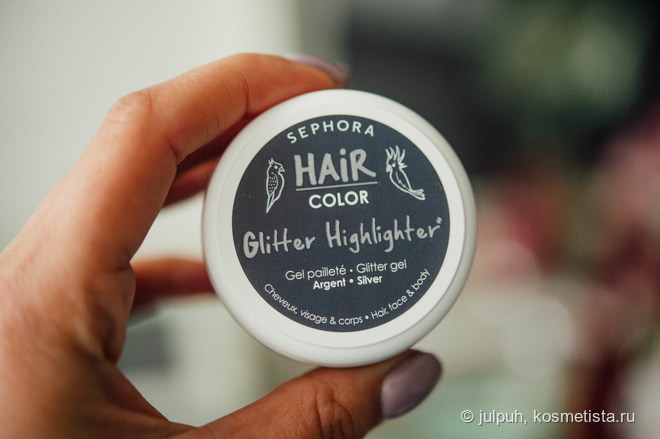 SEPHORA
HAiR
COLOR
Glitter Highlighter*
Gel pailleté • Glitter gel
Argent • Silver
Cheveux, visage & corps • Hair, face & body
© julpuh, kosmetista.ru